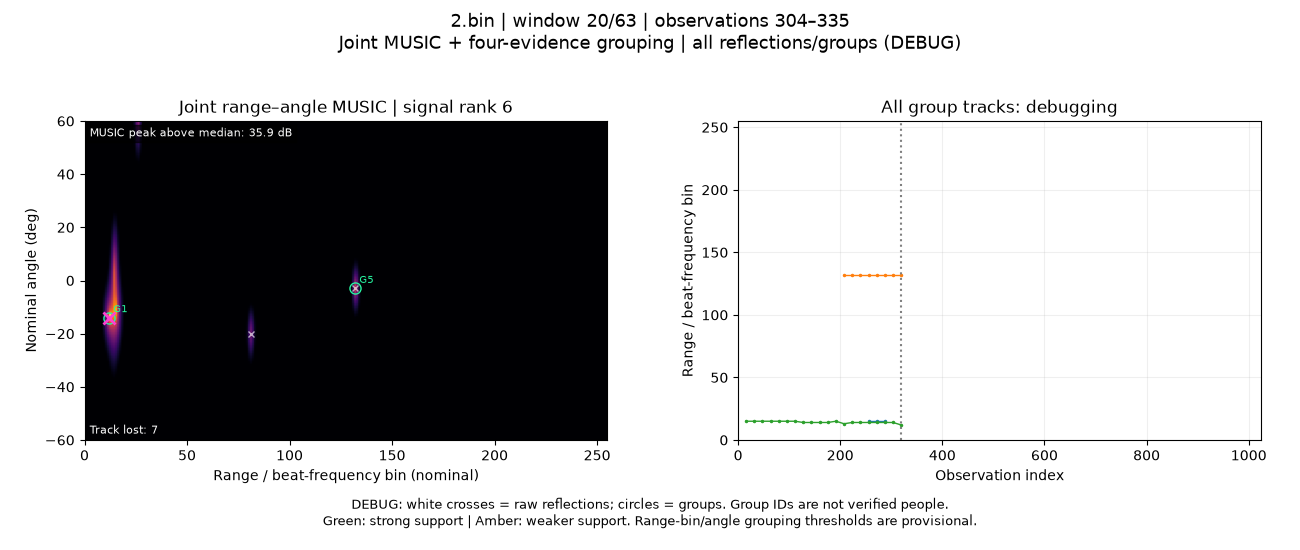 2.bin | window 20/63 | observations 304–335
Joint MUSIC + four-evidence grouping | all reflections/groups (DEBUG)
Joint range–angle MUSIC | signal rank 6
MUSIC peak above median: 35.9 dB
60
40
20
0
−20
−40
−60
Nominal angle (deg)
G1
G5
Track lost: 7
0
50
100
150
200
250
Range / beat-frequency bin (nominal)
All group tracks: debugging
250
200
150
100
50
0
Range / beat-frequency bin
0
200
400
600
800
1000
Observation index
DEBUG: white crosses = raw reflections; circles = groups. Group IDs are not verified people.
Green: strong support | Amber: weaker support. Range-bin/angle grouping thresholds are provisional.